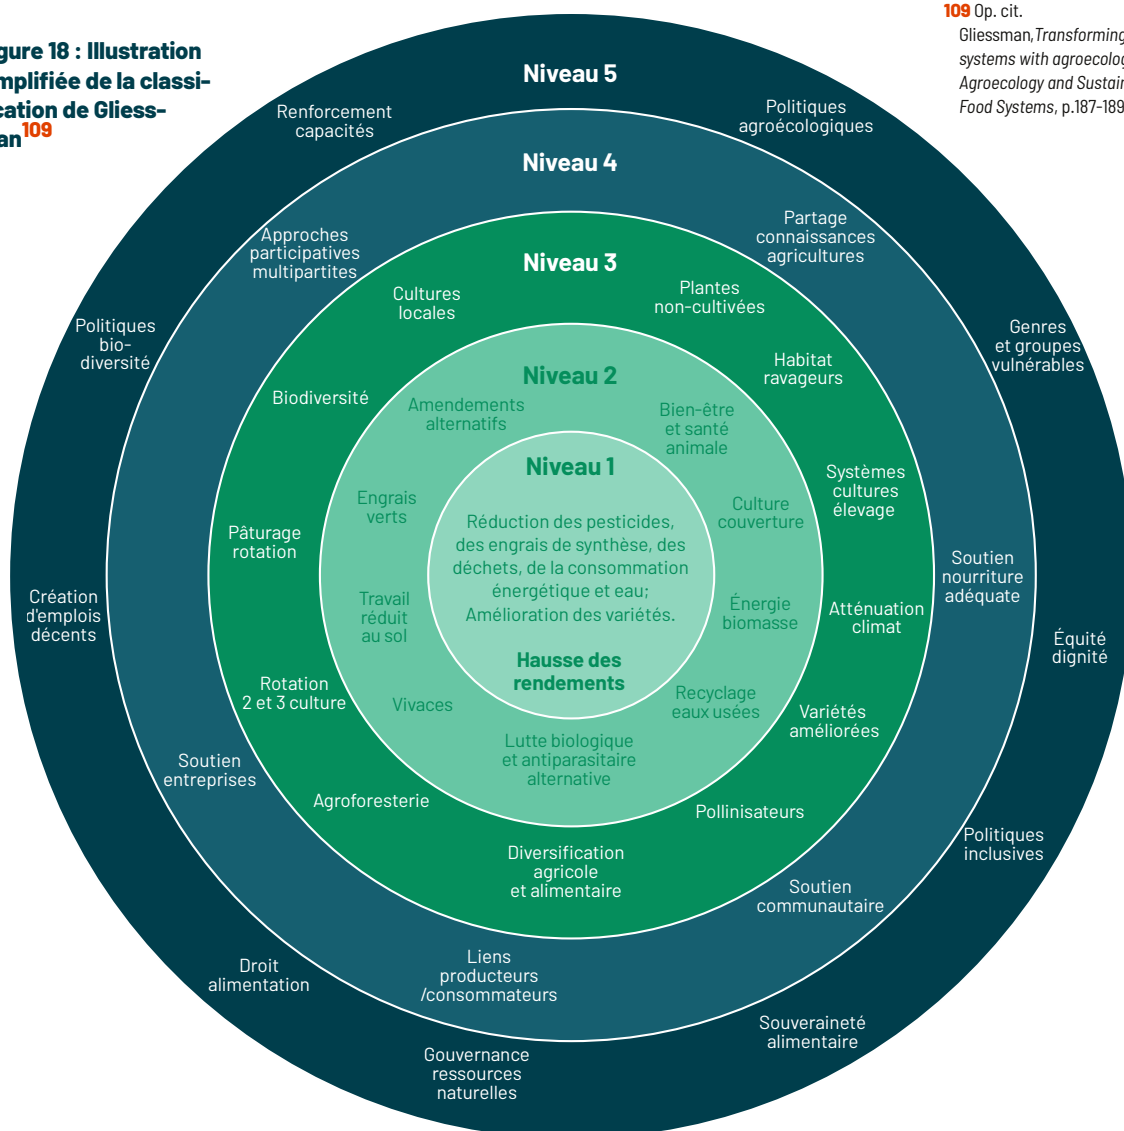 gure 18 : Illustration
mplifiée de la classi-
cation de Gliess-
an109
109 Op. cit.
Gliessman, Transforming
systems with agroecolog
Agroecology and Sustain
Food Systems, p.187-189
Niveau 5
Renforcement
capacités
Politiques
agroécologiques
Politiques
bio-
diversité
Genres
et groupes
vulnérables
Création
d'emplois
décents
Équité
dignité
Politiques
inclusives
Droit
alimentation
Souveraineté
alimentaire
Gouvernance
ressources
naturelles
Niveau 4
Approches
participatives
multipartites
Partage
connaissances
agricultures
Soutien
nourriture
adéquate
Soutien
entreprises
Soutien
communautaire
Liens
producteurs
/consommateurs
Niveau 3
Cultures
locales
Plantes
non-cultivées
Biodiversité
Habitat
ravageurs
Systèmes
cultures
élevage
Pâturage
rotation
Atténuation
climat
Rotation
2 et 3 culture
Variétés
améliorées
Agroforesterie
Pollinisateurs
Diversification
agricole
et alimentaire
Niveau 2
Amendements
alternatifs
Bien-être
et santé
animale
Engrais
verts
Culture
couverture
Travail
réduit
au sol
Énergie
biomasse
Vivaces
Recyclage
eaux usées
Lutte biologique
et antiparasitaire
alternative
Niveau 1
Réduction des pesticides,
des engrais de synthèse, des
déchets, de la consommation
énergétique et eau;
Amélioration des variétés.
Hausse des
rendements